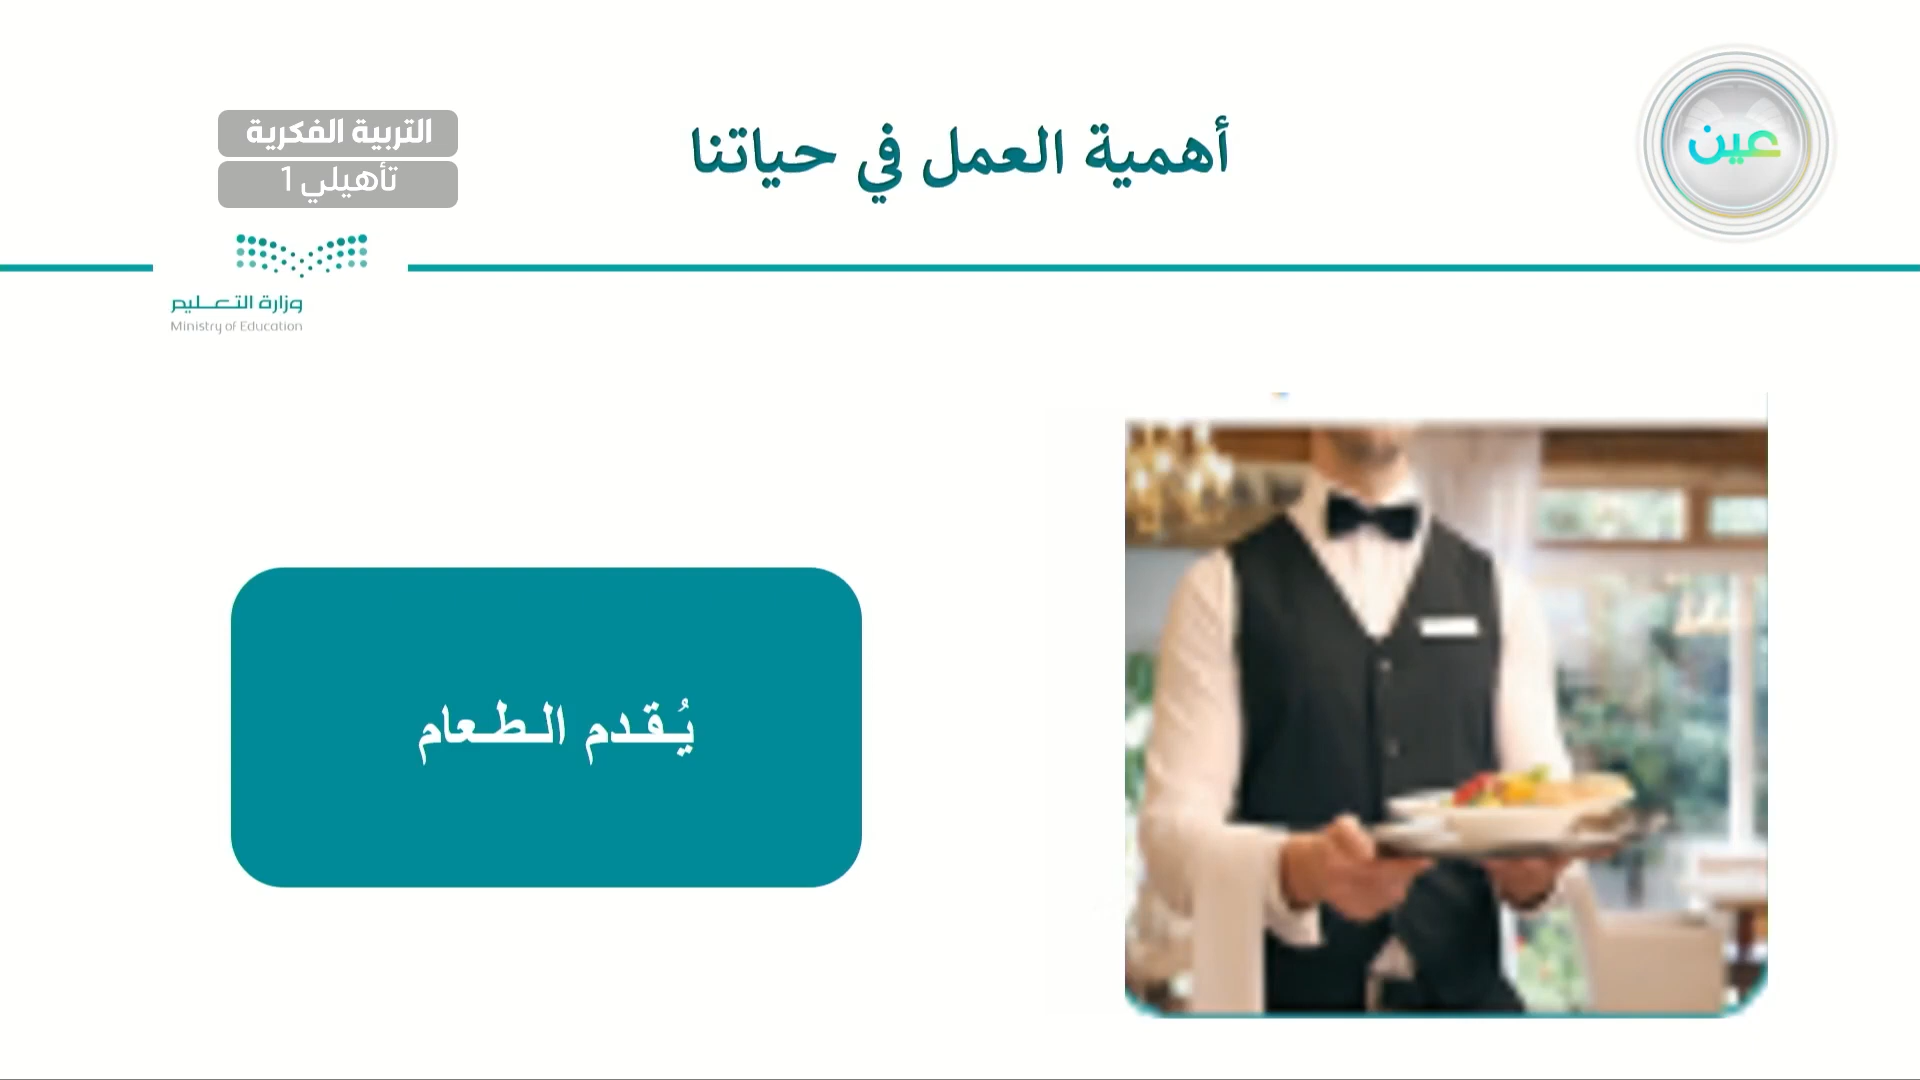 عين
أهمية العمل في حياتنا
التربية الفكرية
تأهيلي 1
وزارة التعليم
Ministry of Education
يُقدم الطعام